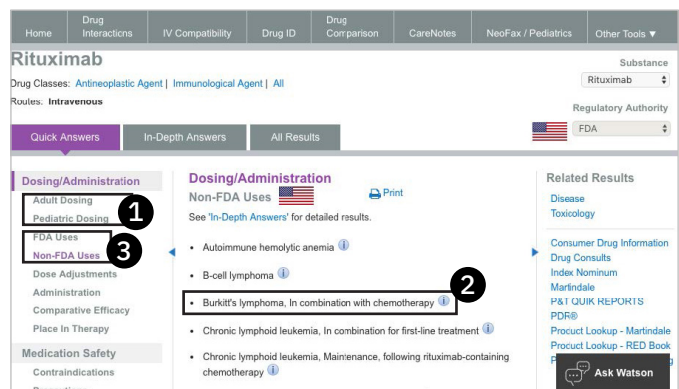 Home
Drug Interactions
IV Compatibility
Drug ID
Drug Comparison
CareNotes
NeoFax / Pediatrics
Other Tools ▼
Rituximab
Substance
Drug Classes: Antineoplastic Agent | Immunological Agent | All
Rituximab
Routes: Intravenous
Regulatory Authority
FDA
Quick Answers
In-Depth Answers
All Results
Dosing/Administration
Adult Dosing
Pediatric Dosing
1
FDA Uses
Non-FDA Uses
3
Dose Adjustments
Administration
Comparative Efficacy
Place In Therapy
Medication Safety
Contraindications
Dosing/Administration
Non-FDA Uses
Print
See 'In-Depth Answers' for detailed results.
• Autoimmune hemolytic anemia
• B-cell lymphoma
2
• Burkitt's lymphoma, In combination with chemotherapy
• Chronic lymphoid leukemia, In combination for first-line treatment
• Chronic lymphoid leukemia, Maintenance, following rituximab-containing
chemotherapy
Related Results
Disease
Toxicology
Consumer Drug Information
Drug Consults
Index Nominum
Martindale
P&T QUIK REPORTS
PDR®
Product Lookup - Martindale
Product Lookup - RED Book
Ask Watson